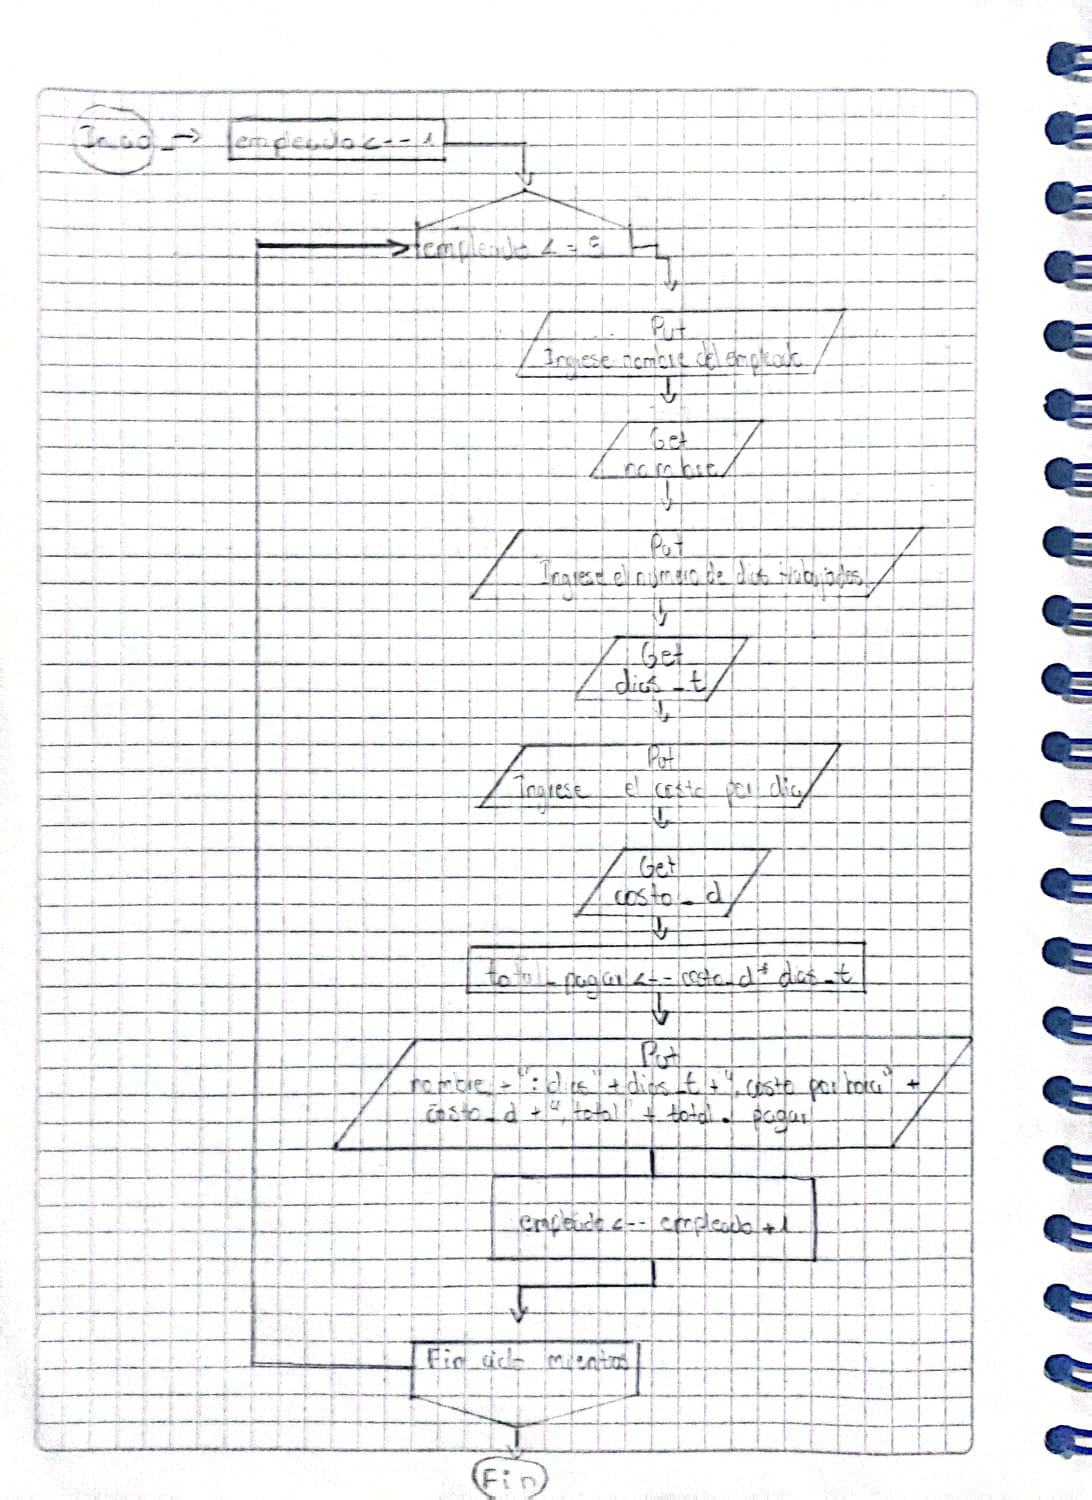 Inicio
empleado <-- 1
empleado <= 5
Put
Ingrese nombre del empleado
Get
nombre
Put
Ingrese el número de dias trabajados
Get
dias_t
Put
Ingrese el costo por dia
Get
costo_d
total_pagar <-- costo_d * dias_t
Put
nombre + ": dias" + dias_t + ", costo por hora" +
costo_d + ", total" + total_pagar
empleado <-- empleado + 1
Fin ciclo mientras
Fin